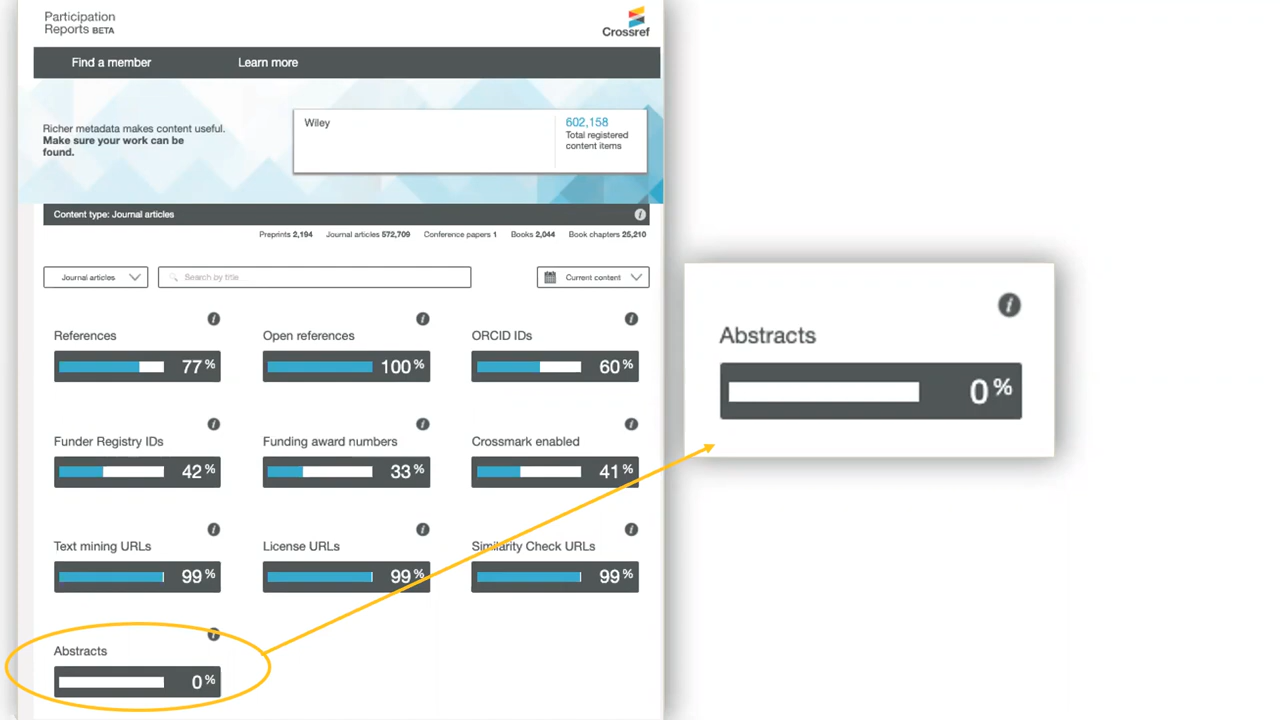 Participation
Reports BETA
Crossref
Find a member Learn more
Richer metadata makes content useful.
Make sure your work can be
found.
Wiley
602,158
Total registered
content items
Content type: Journal articles
Preprints 2,194 Journal articles 572,709 Conference papers 1 Books 2,044 Book chapters 25,210
Journal articles Search by title Current content
References Open references ORCID IDs
77% 100% 60%
Funder Registry IDs Funding award numbers Crossmark enabled
42% 33% 41%
Text mining URLs License URLs Similarity Check URLs
99% 99% 99%
Abstracts
0%
Abstracts
0%